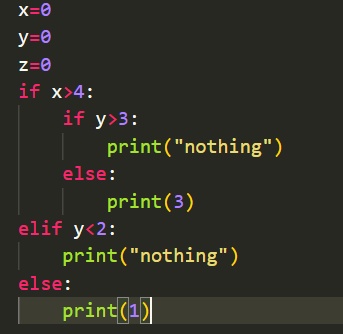 x=0
y=0
z=0
if x>4:
    if y>3:
        print("nothing")
    else:
        print(3)
elif y<2:
    print("nothing")
else:
    print(1)